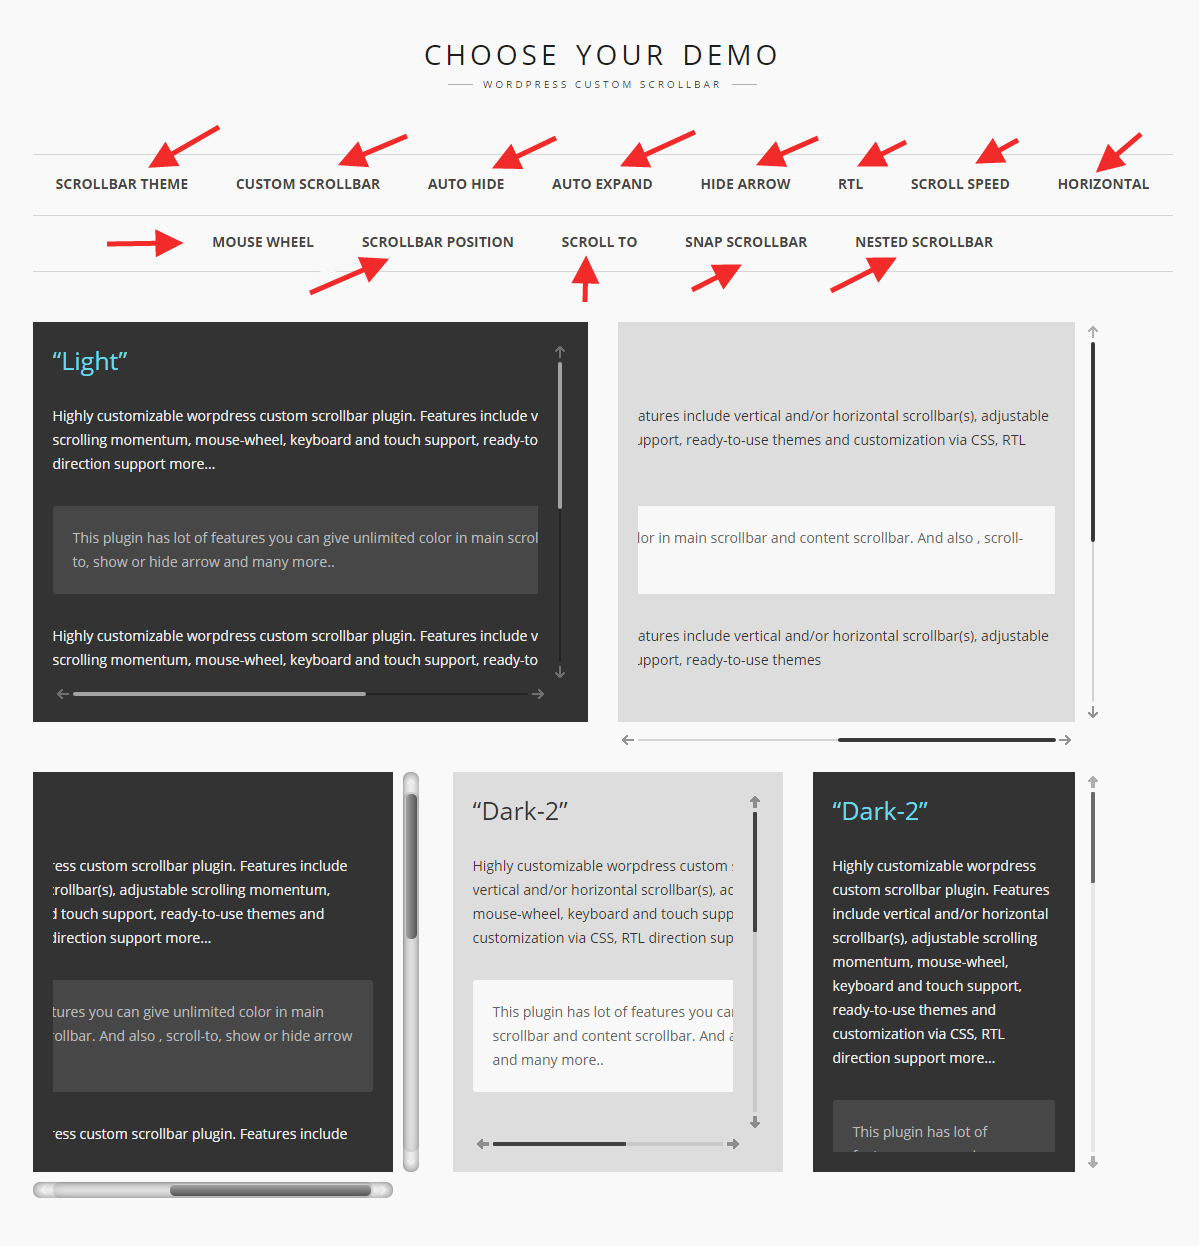 CHOOSE YOUR DEMO
WORDPRESS CUSTOM SCROLLBAR
SCROLLBAR THEME CUSTOM SCROLLBAR AUTO HIDE AUTO EXPAND HIDE ARROW RTL SCROLL SPEED HORIZONTAL
MOUSE WHEEL SCROLLBAR POSITION SCROLL TO SNAP SCROLLBAR NESTED SCROLLBAR
“Light”
Highly customizable worpdress custom scrollbar plugin. Features include v
scrolling momentum, mouse-wheel, keyboard and touch support, ready-to
direction support more...
This plugin has lot of features you can give unlimited color in main scrol
to, show or hide arrow and many more..
Highly customizable worpdress custom scrollbar plugin. Features include v
scrolling momentum, mouse-wheel, keyboard and touch support, ready-to
atures include vertical and/or horizontal scrollbar(s), adjustable
upport, ready-to-use themes and customization via CSS, RTL
lor in main scrollbar and content scrollbar. And also , scroll-
atures include vertical and/or horizontal scrollbar(s), adjustable
upport, ready-to-use themes
ress custom scrollbar plugin. Features include
crollbar(s), adjustable scrolling momentum,
d touch support, ready-to-use themes and
direction support more...
tures you can give unlimited color in main
rollbar. And also , scroll-to, show or hide arrow
ress custom scrollbar plugin. Features include
“Dark-2”
Highly customizable worpdress custom
vertical and/or horizontal scrollbar(s), ac
mouse-wheel, keyboard and touch supp
customization via CSS, RTL direction sup
This plugin has lot of features you can
scrollbar and content scrollbar. And a
and many more..
“Dark-2”
Highly customizable worpdress
custom scrollbar plugin. Features
include vertical and/or horizontal
scrollbar(s), adjustable scrolling
momentum, mouse-wheel,
keyboard and touch support,
ready-to-use themes and
customization via CSS, RTL
direction support more...
This plugin has lot of